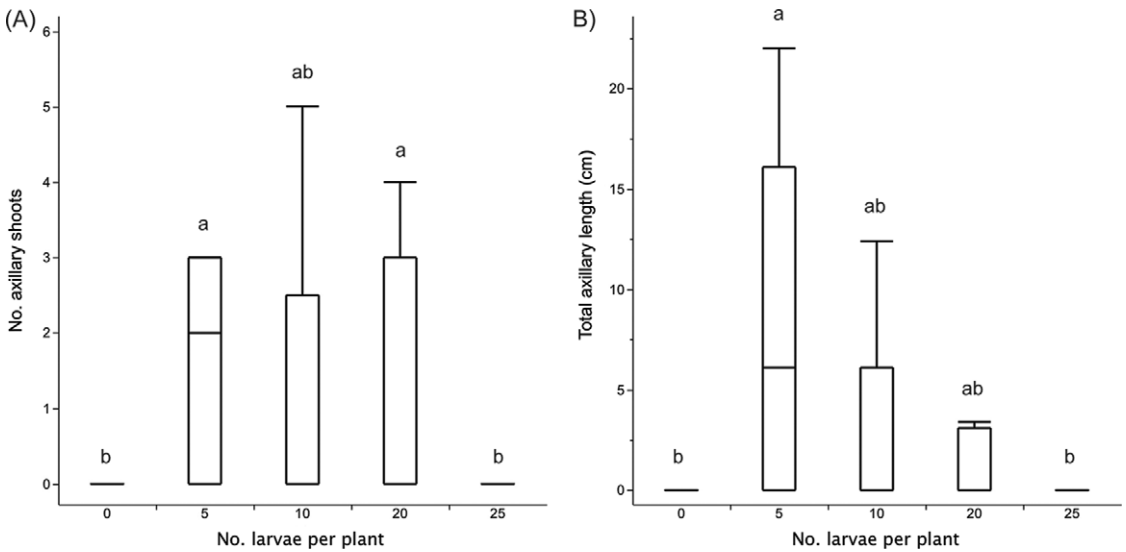 (A)
6
5
4
3
2
1
0
No. axillary shoots
b
a
ab
a
b
0 5 10 20 25
No. larvae per plant
B)
20
15
10
5
0
Total axillary length (cm)
b
a
ab
ab
b
0 5 10 20 25
No. larvae per plant